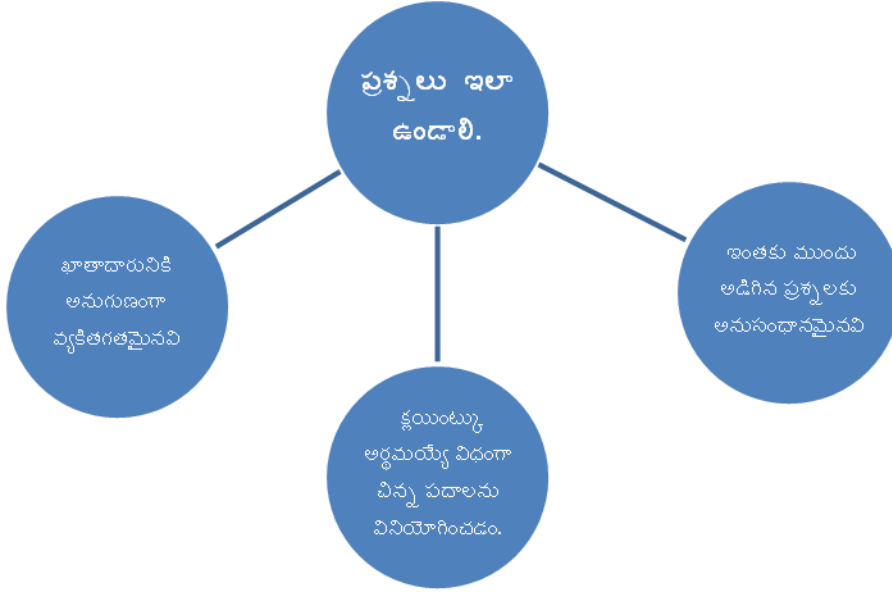 ప్రశ్నలు ఇలా
ఉండాలి.
ఖాతాదారునికి
అనుగుణంగా
వ్యకితగతమైనవి
క్లయింట్కు
అర్థమయ్యే విధంగా
చిన్న పదాలను
వినియోగించడం.
ఇంతకు ముందు
అడిగిన ప్రశ్నలకు
అనుసంధానమైనవి